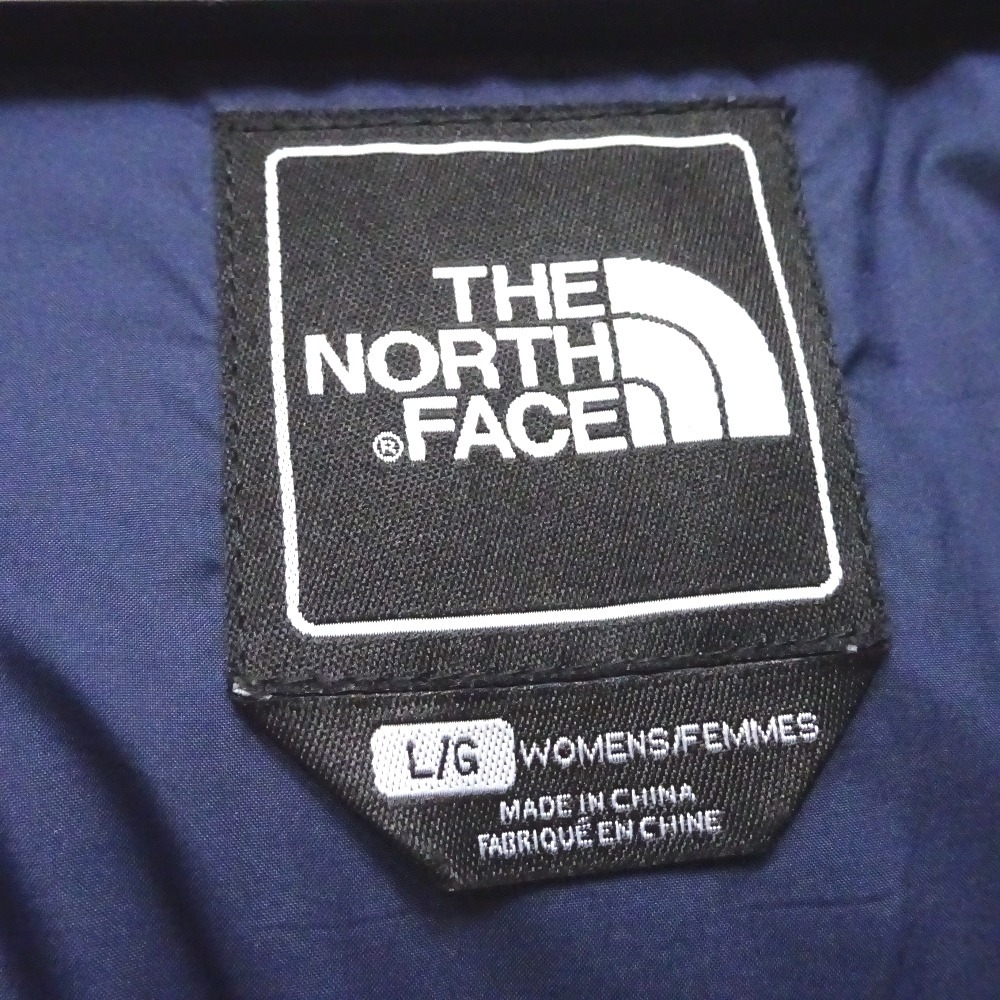 THE
NORTH
®FACE
L/G WOMENS/FEMMES
MADE IN CHINA
FABRIQUÉ EN CHINE